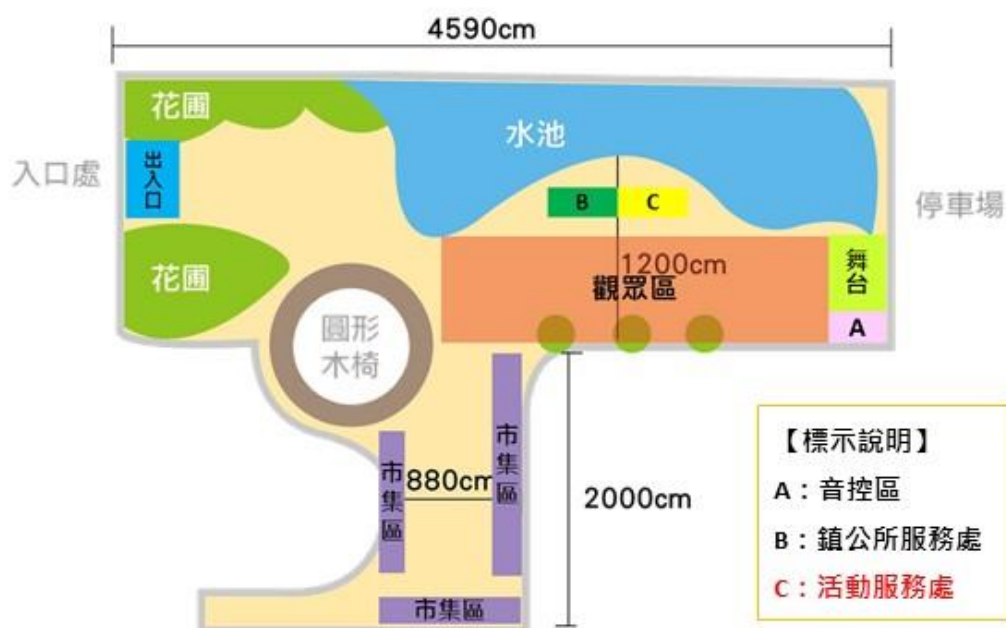 4590cm
花圃
水池
入口處
出入口
B
C
停車場
花圃
1200cm
觀眾區
舞台
A
圓形
木椅
市集區
市集區
880cm
2000cm
市集區
【標示說明】
A：音控區
B：鎮公所服務處
C：活動服務處